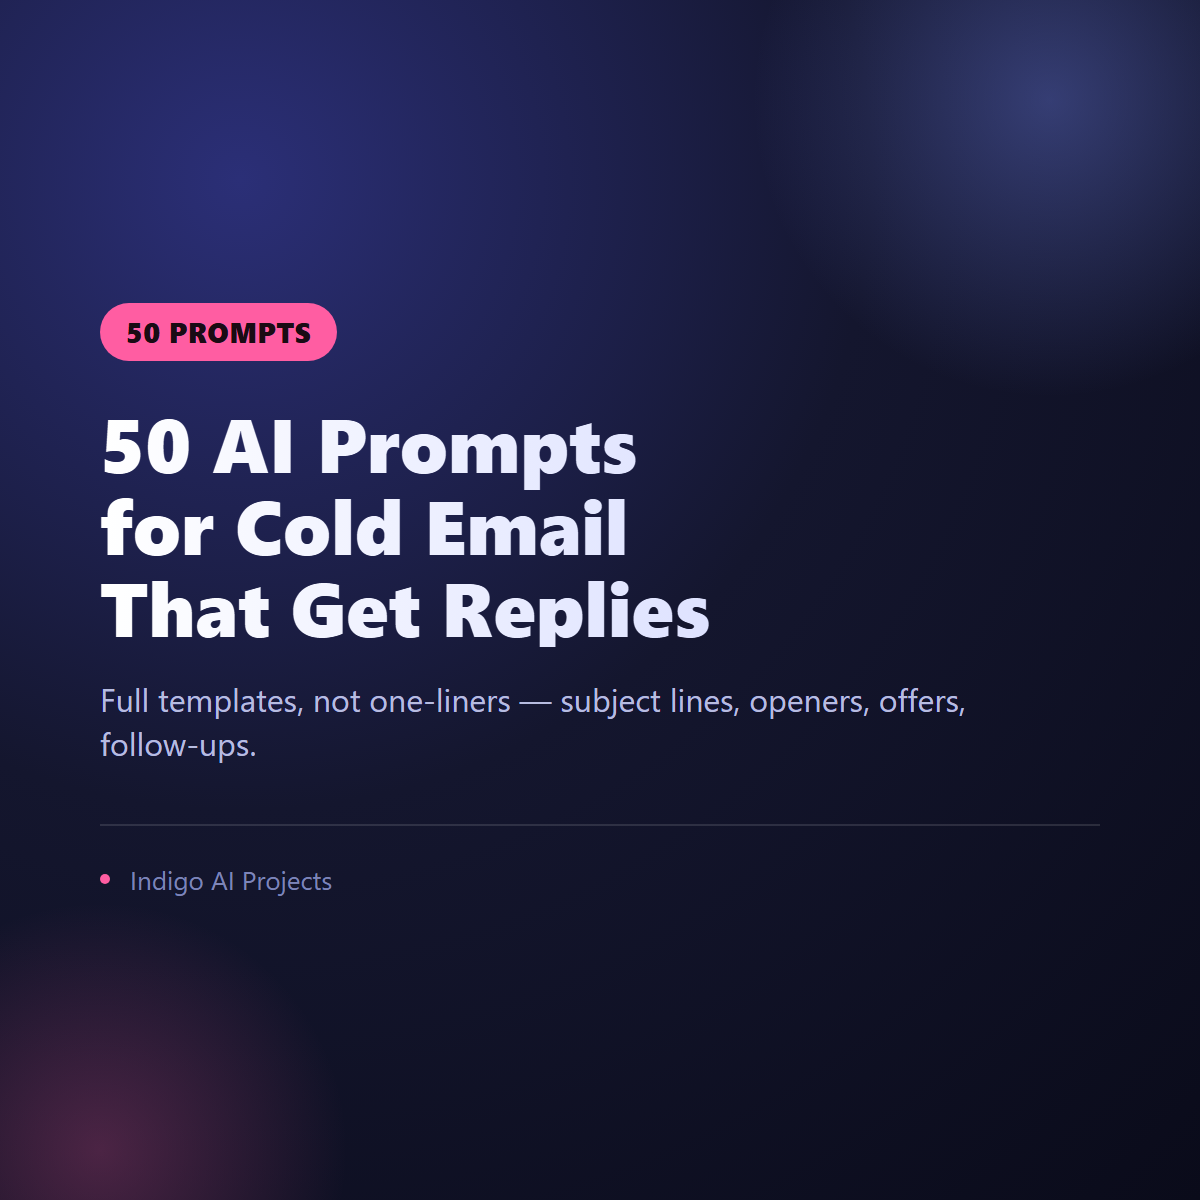 50 PROMPTS
50 AI Prompts
for Cold Email
That Get Replies
Full templates, not one-liners — subject lines, openers, offers,
follow-ups.
Indigo AI Projects